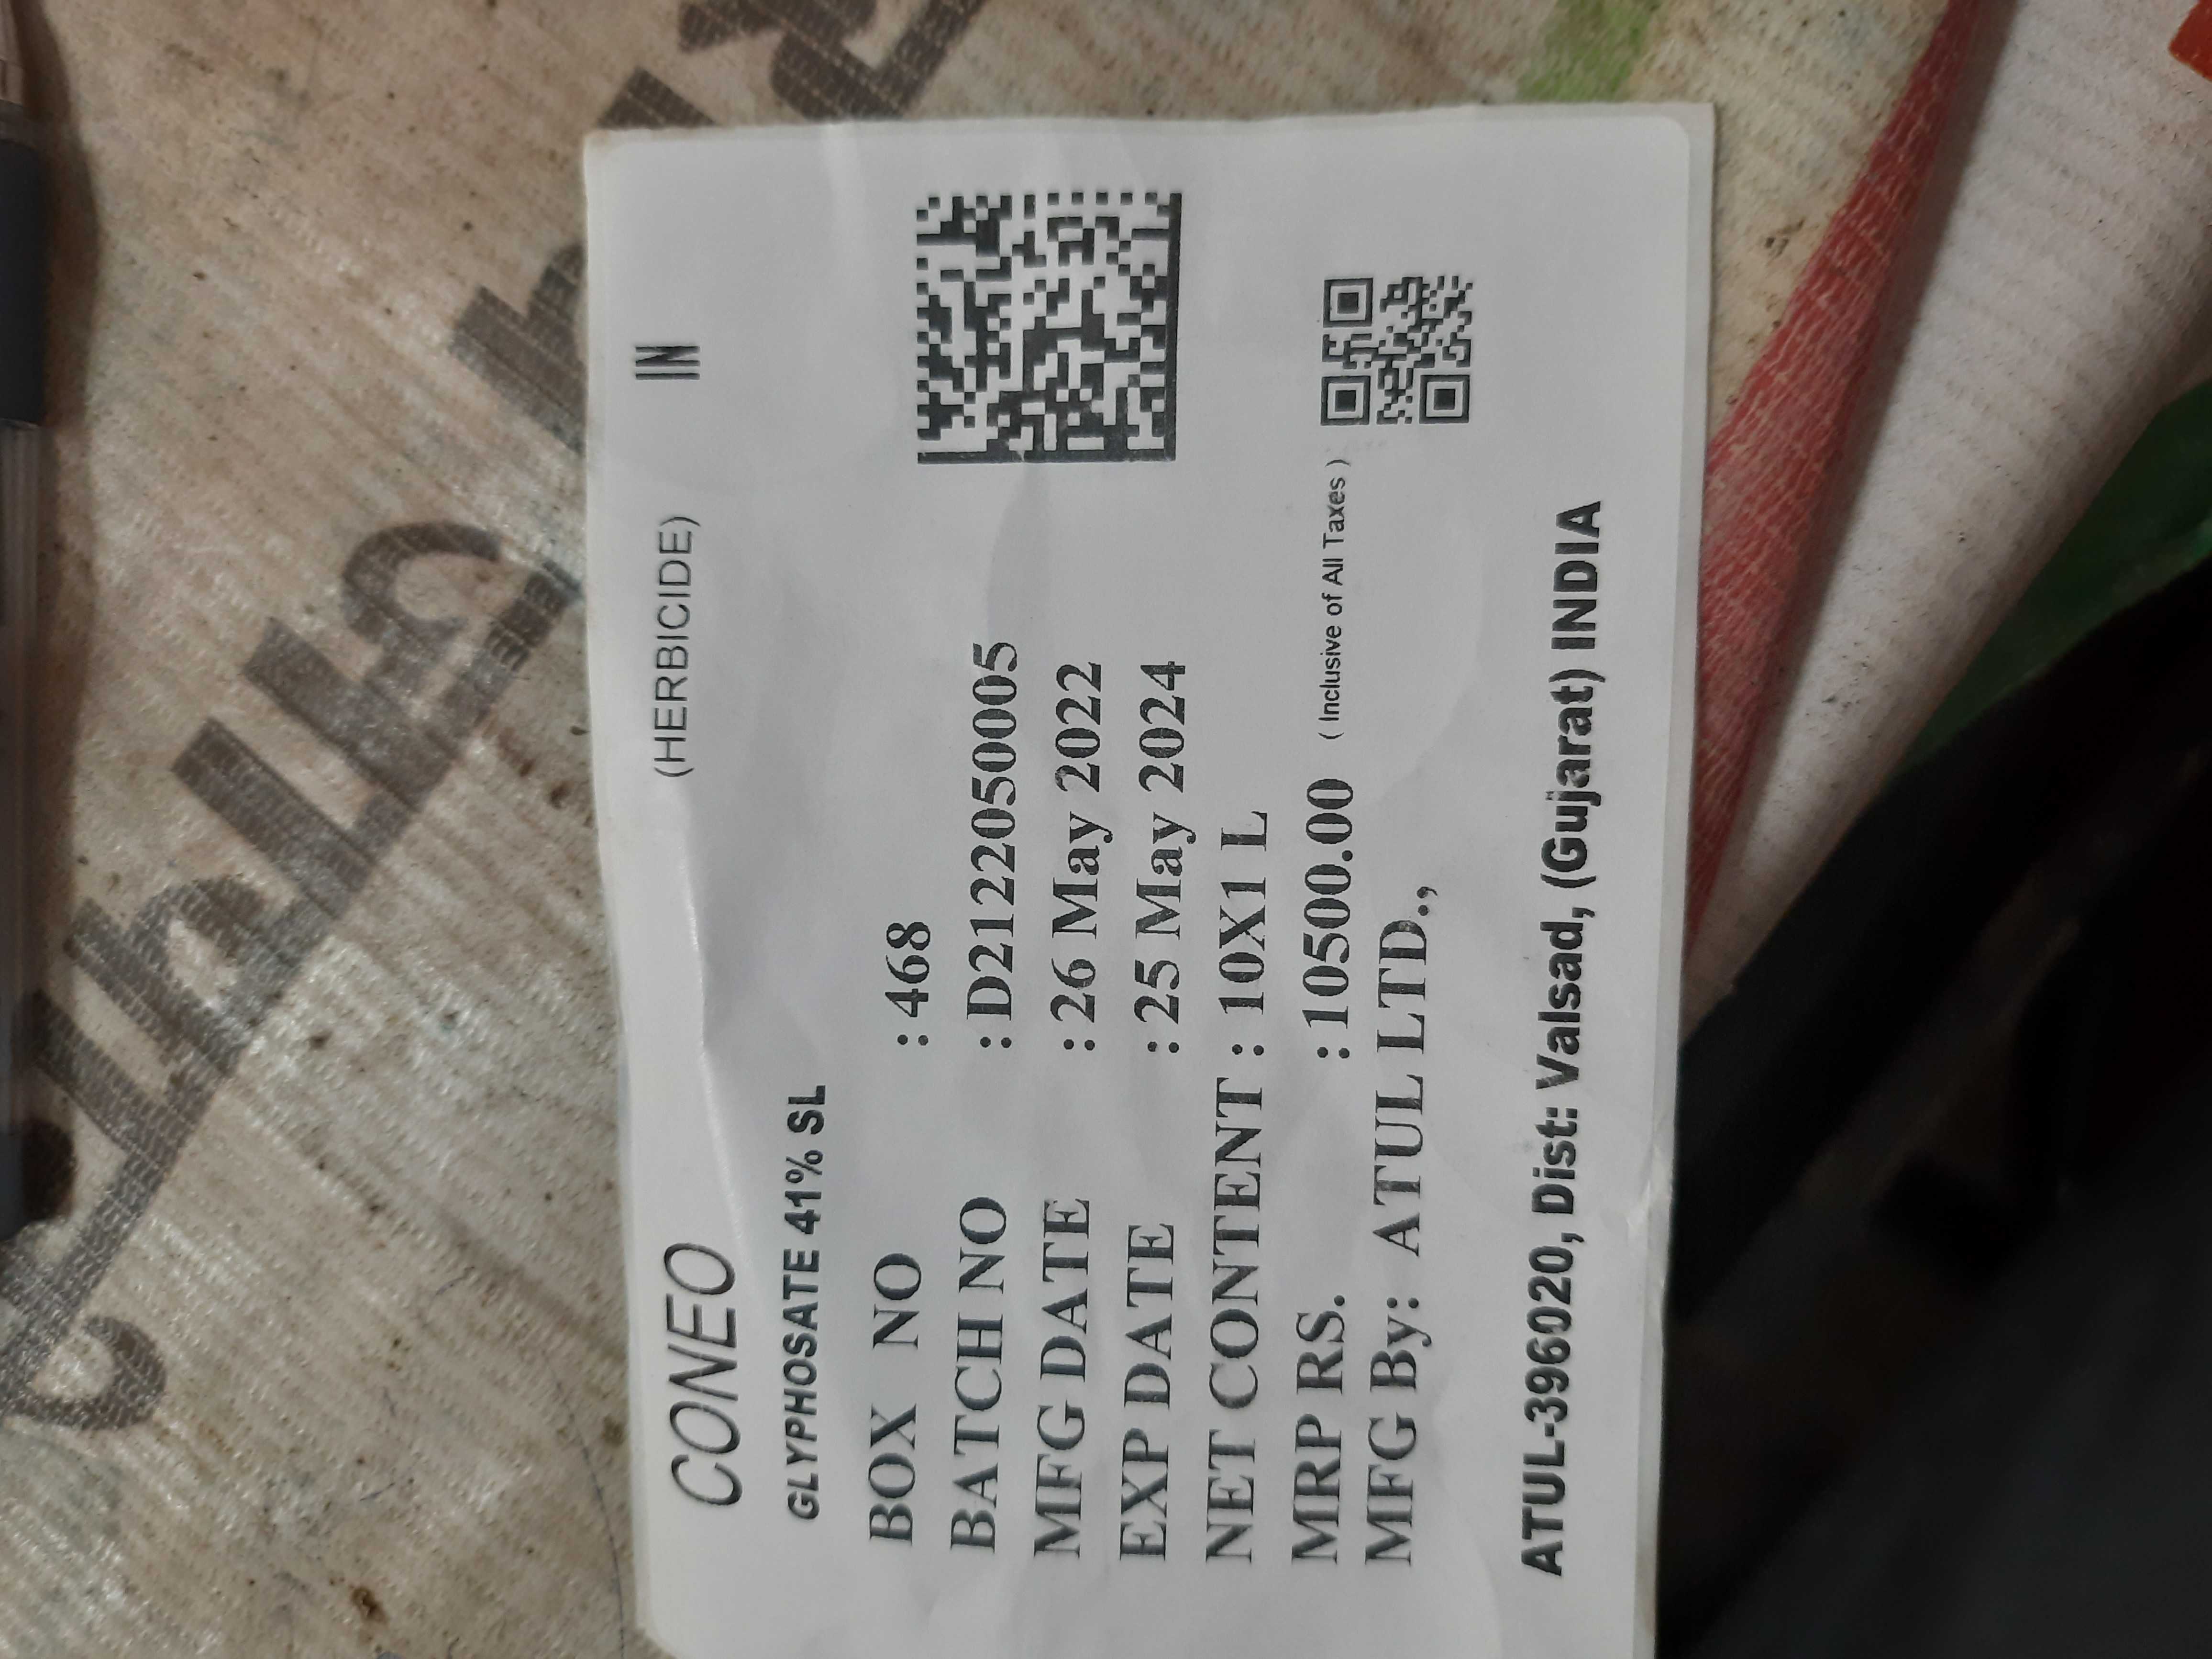 CONEO (HERBICIDE) IN
GLYPHOSATE 41% SL
BOX NO : 468
BATCH NO : D2122050005
MFG DATE : 26 May 2022
EXP DATE : 25 May 2024
NET CONTENT : 10X1 L
MRP RS. : 10500.00 ( Inclusive of All Taxes )
MFG By: ATUL LTD.,
ATUL-396020, Dist: Valsad, (Gujarat) INDIA